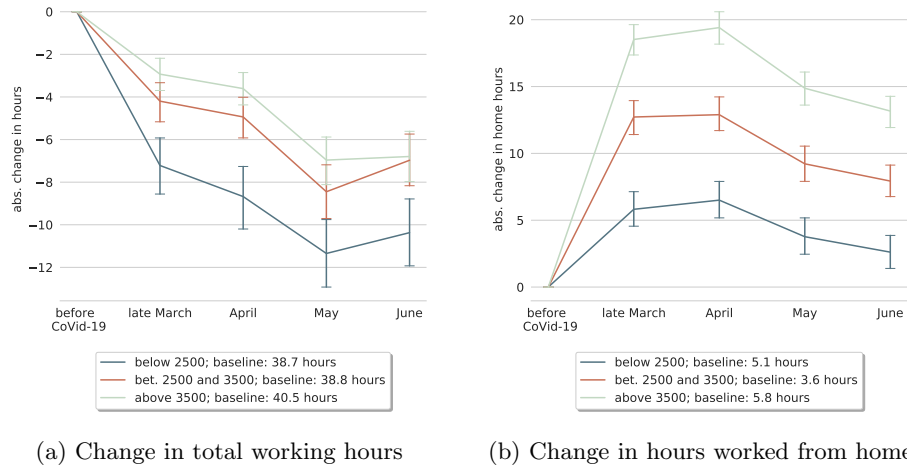 0
−2
−4
−6
−8
−10
−12
abs. change in hours
before
CoVid-19
late March
April
May
June
below 2500; baseline: 38.7 hours
bet. 2500 and 3500; baseline: 38.8 hours
above 3500; baseline: 40.5 hours
(a) Change in total working hours
20
15
10
5
0
abs. change in home hours
before
CoVid-19
late March
April
May
June
below 2500; baseline: 5.1 hours
bet. 2500 and 3500; baseline: 3.6 hours
above 3500; baseline: 5.8 hours
(b) Change in hours worked from home